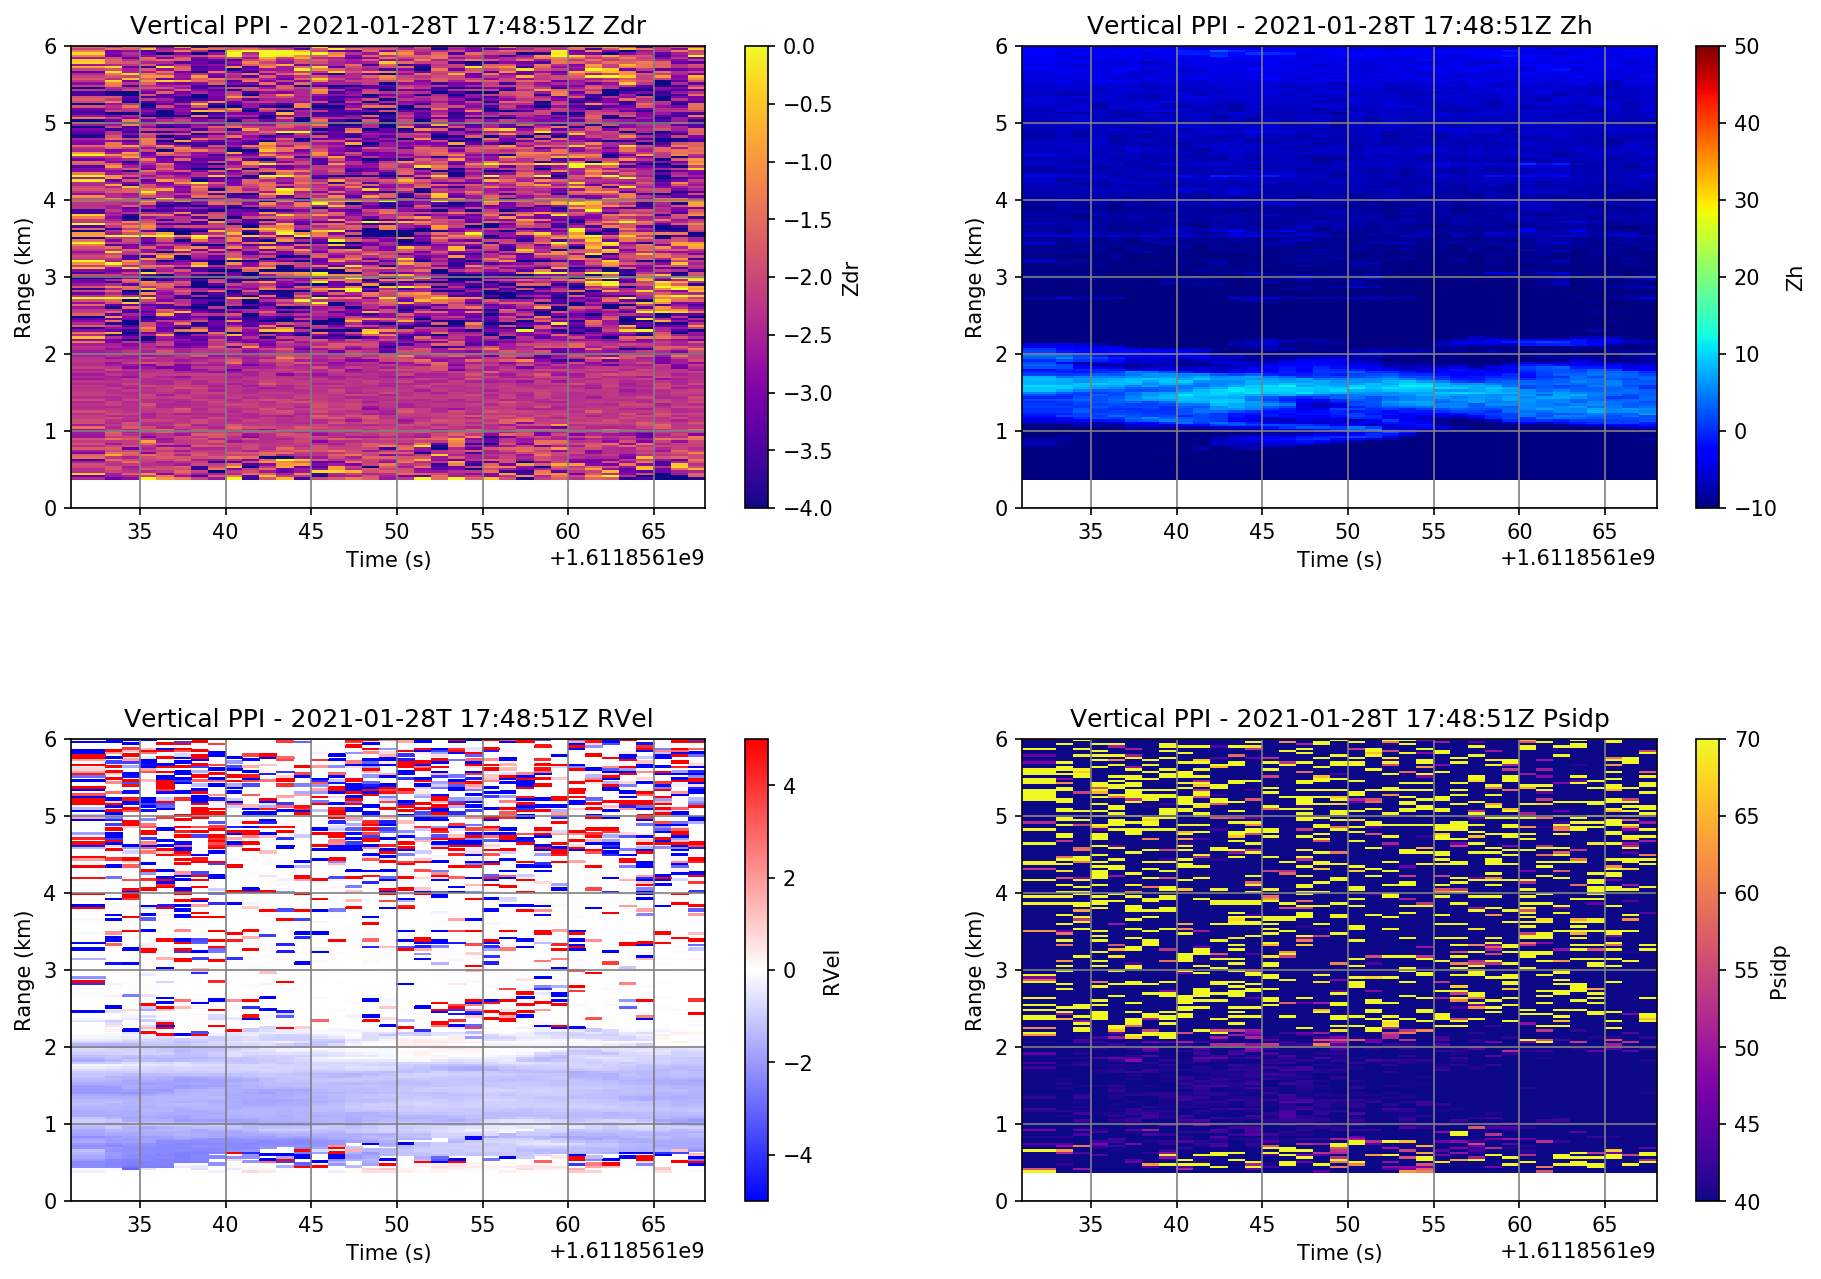 Vertical PPI - 2021-01-28T 17:48:51Z Zdr
6
5
4
3
2
1
0
Range (km)
35 40 45 50 55 60 65
Time (s)
+1.6118561e9
0.0
−0.5
−1.0
−1.5
−2.0
−2.5
−3.0
−3.5
−4.0
Zdr
Vertical PPI - 2021-01-28T 17:48:51Z Zh
6
5
4
3
2
1
0
Range (km)
35 40 45 50 55 60 65
Time (s)
+1.6118561e9
50
40
30
20
10
0
−10
Zh
Vertical PPI - 2021-01-28T 17:48:51Z RVel
6
5
4
3
2
1
0
Range (km)
35 40 45 50 55 60 65
Time (s)
+1.6118561e9
4
2
0
−2
−4
RVel
Vertical PPI - 2021-01-28T 17:48:51Z Psidp
6
5
4
3
2
1
0
Range (km)
35 40 45 50 55 60 65
Time (s)
+1.6118561e9
70
65
60
55
50
45
40
Psidp